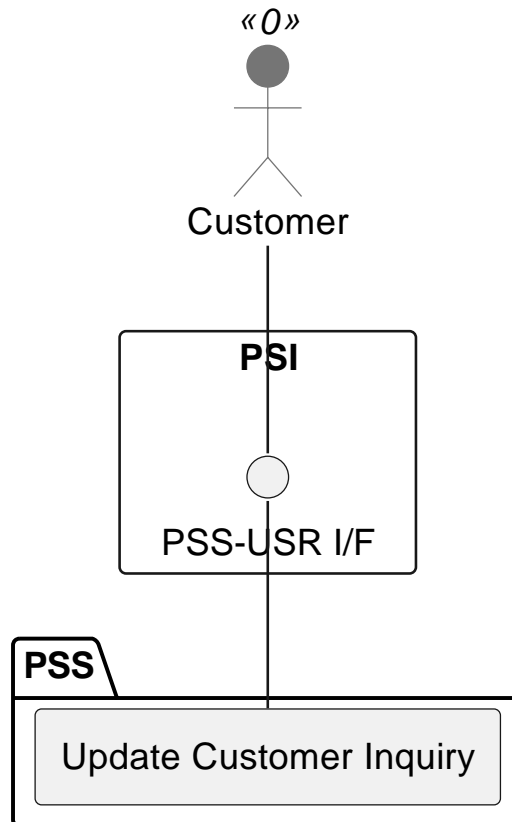 «0»
Customer
PSI
PSS-USR I/F
PSS
Update Customer Inquiry